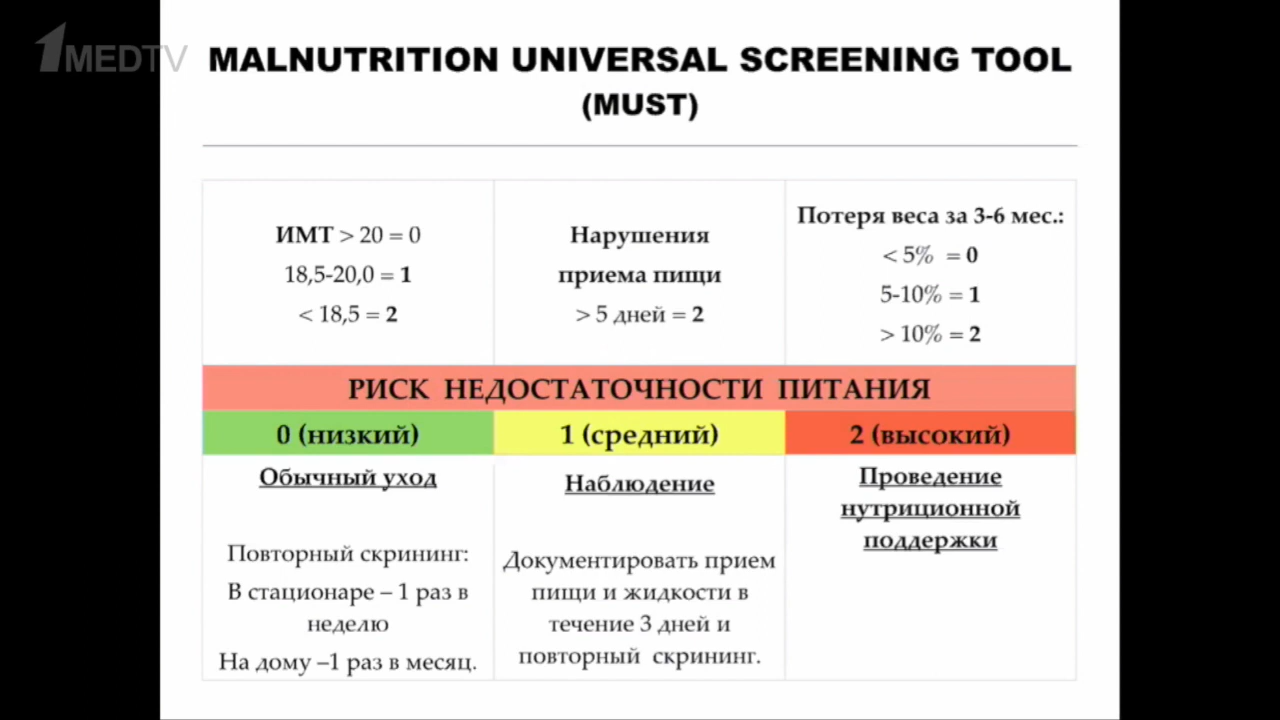 1MEDTV
MALNUTRITION UNIVERSAL SCREENING TOOL
(MUST)
ИМТ > 20 = 0
18,5-20,0 = 1
< 18,5 = 2
Нарушения
приема пищи
> 5 дней = 2
Потеря веса за 3-6 мес.:
< 5% = 0
5-10% = 1
> 10% = 2
РИСК НЕДОСТАТОЧНОСТИ ПИТАНИЯ
0 (низкий)
1 (средний)
2 (высокий)
Обычный уход
Повторный скрининг:
В стационаре – 1 раз в
неделю
На дому –1 раз в месяц.
Наблюдение
Документировать прием
пищи и жидкости в
течение 3 дней и
повторный скрининг.
Проведение
нутриционной
поддержки